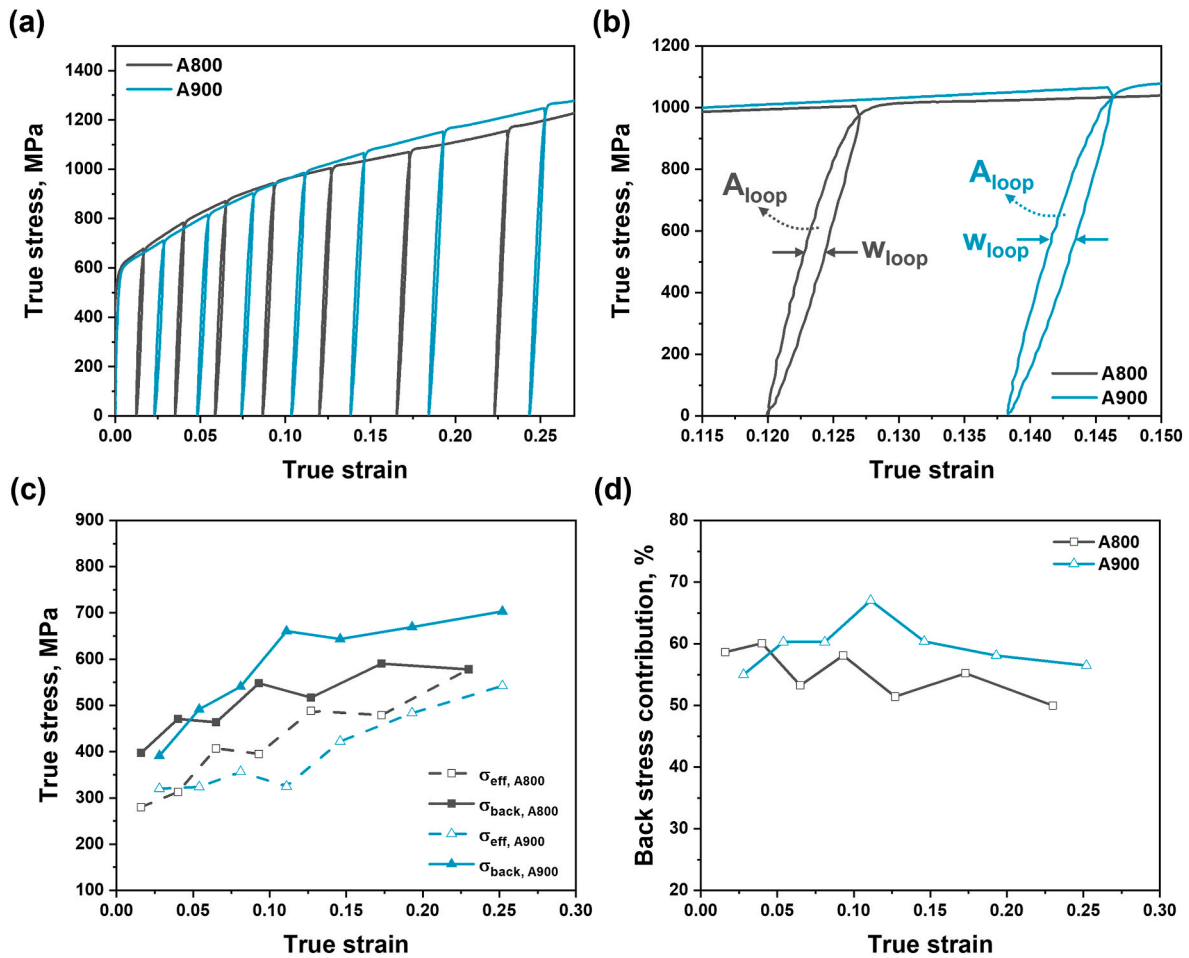 (a)
A800
A900
1400
1200
1000
800
600
400
200
0
0.00 0.05 0.10 0.15 0.20 0.25
True stress, MPa
True strain
(b)
1200
1000
800
600
400
200
0
0.115 0.120 0.125 0.130 0.135 0.140 0.145 0.150
True stress, MPa
True strain
Aloop
wloop
Aloop
wloop
A800
A900
(c)
900
800
700
600
500
400
300
200
100
0.00 0.05 0.10 0.15 0.20 0.25 0.30
True stress, MPa
True strain
σeff, A800
σback, A800
σeff, A900
σback, A900
(d)
80
70
60
50
40
30
20
0.00 0.05 0.10 0.15 0.20 0.25 0.30
Back stress contribution, %
True strain
A800
A900